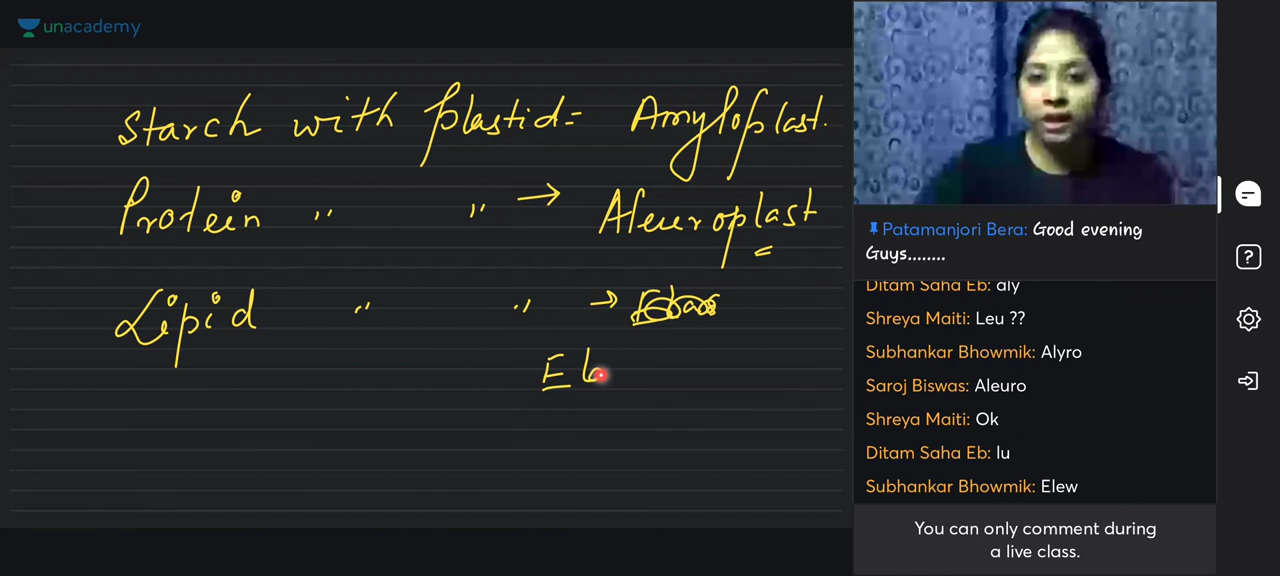 unacademy
Starch with plastid = Amyloplast.
Protein " " → Aleuroplast
Lipid " " →
E
Patamanjori Bera: Good evening
Guys........
Ditam Saha Eb: aly
Shreya Maiti: Leu ??
Subhankar Bhowmik: Alyro
Saroj Biswas: Aleuro
Shreya Maiti: Ok
Ditam Saha Eb: lu
Subhankar Bhowmik: Elew
You can only comment during
a live class.